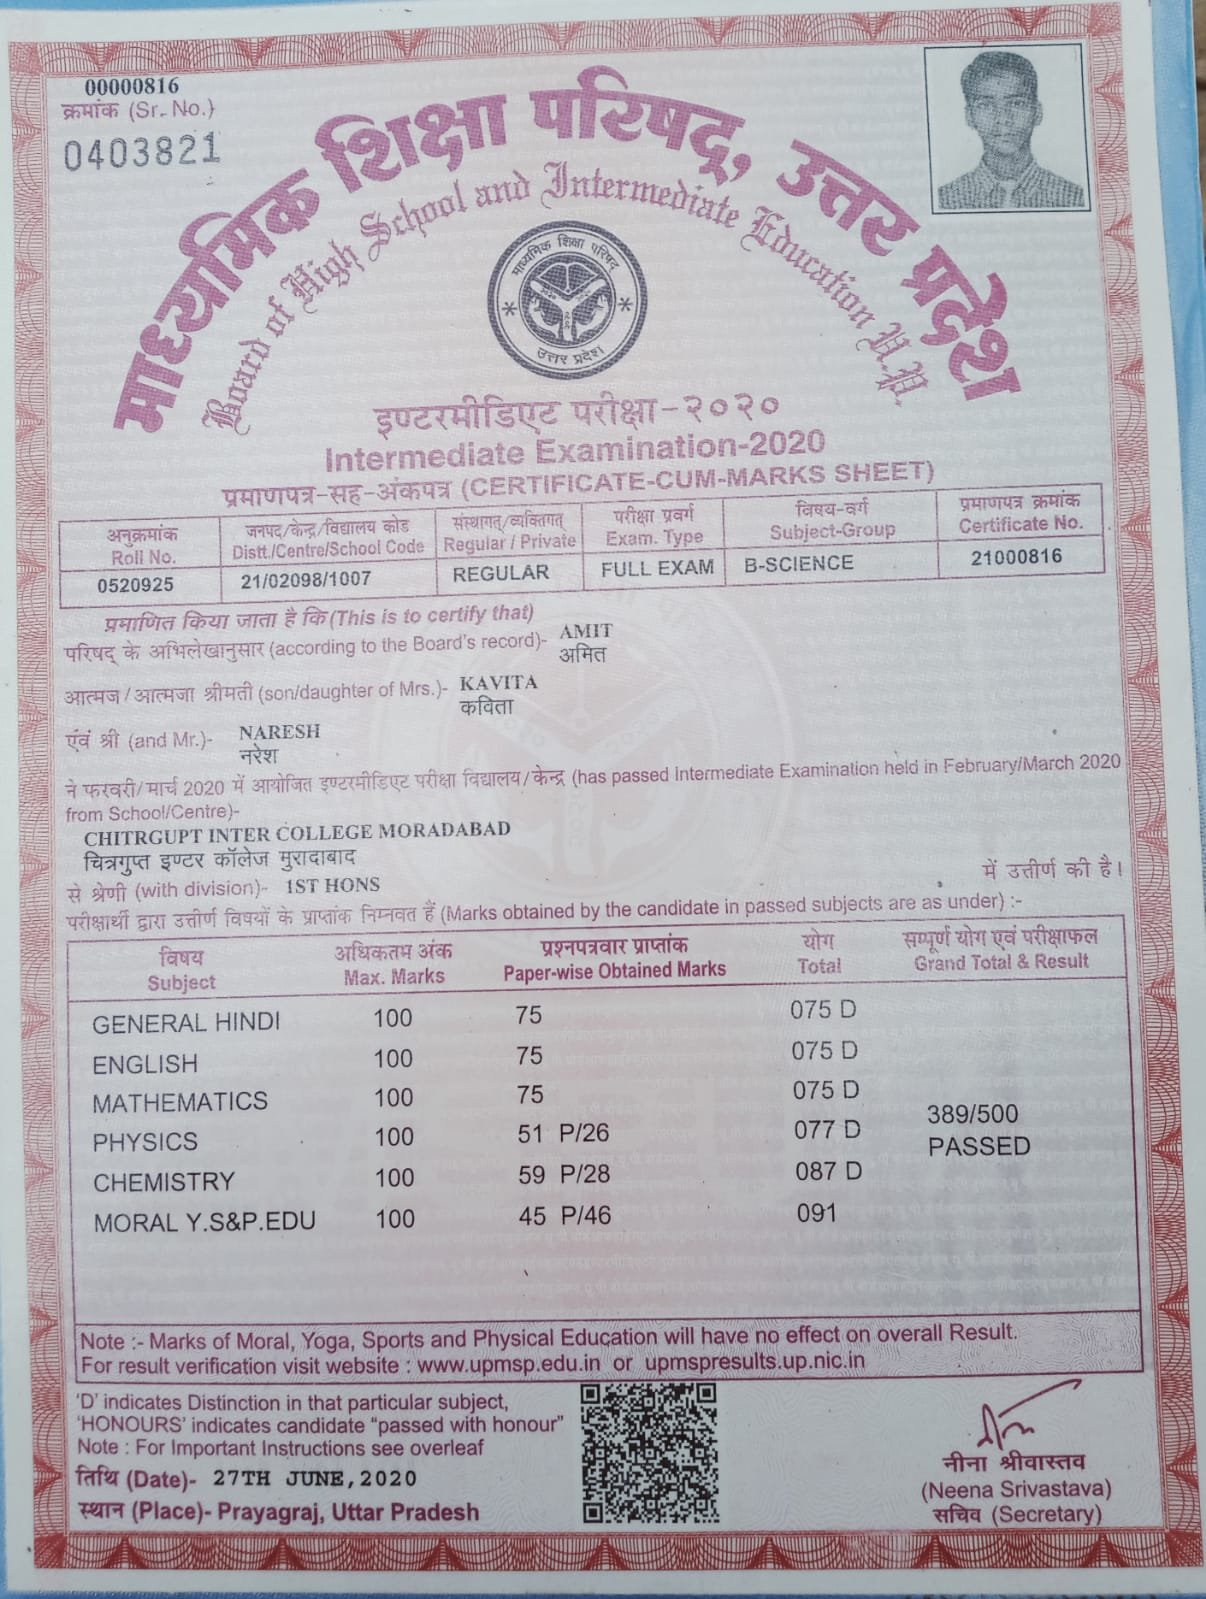 00000816
क्रमांक (Sr. No.)
0403821
माध्यमिक शिक्षा परिषद्, उत्तर प्रदेश
Board of High School and Intermediate Education U.P.
माध्यमिक शिक्षा परिषद्
उत्तर प्रदेश
इण्टरमीडिएट परीक्षा-२०२०
Intermediate Examination-2020
प्रमाणपत्र-सह-अंकपत्र (CERTIFICATE-CUM-MARKS SHEET)
अनुक्रमांक जनपद/केन्द्र/विद्यालय कोड संस्थागत्/व्यक्तिगत् परीक्षा प्रवर्ग विषय-वर्ग प्रमाणपत्र क्रमांक
Roll No. Distt./Centre/School Code Regular / Private Exam. Type Subject-Group Certificate No.
0520925 21/02098/1007 REGULAR FULL EXAM B-SCIENCE 21000816
प्रमाणित किया जाता है कि (This is to certify that)
परिषद् के अभिलेखानुसार (according to the Board's record)- AMIT
अमित
आत्मज/आत्मजा श्रीमती (son/daughter of Mrs.)- KAVITA
कविता
एंवं श्री (and Mr.)- NARESH
नरेश
ने फरवरी/मार्च 2020 में आयोजित इण्टरमीडिएट परीक्षा विद्यालय/केन्द्र (has passed Intermediate Examination held in February/March 2020
from School/Centre)-
CHITRGUPT INTER COLLEGE MORADABAD
चित्रगुप्त इण्टर कॉलेज मुरादाबाद
से श्रेणी (with division)- 1ST HONS में उत्तीर्ण की है।
परीक्षार्थी द्वारा उत्तीर्ण विषयों के प्राप्तांक निम्नवत हैं (Marks obtained by the candidate in passed subjects are as under) :-
विषय अधिकतम अंक प्रश्नपत्रवार प्राप्तांक योग सम्पूर्ण योग एवं परीक्षाफल
Subject Max. Marks Paper-wise Obtained Marks Total Grand Total & Result
GENERAL HINDI 100 75 075 D
ENGLISH 100 75 075 D
MATHEMATICS 100 75 075 D
389/500
PHYSICS 100 51 P/26 077 D
PASSED
CHEMISTRY 100 59 P/28 087 D
MORAL Y.S&P.EDU 100 45 P/46 091
Note :- Marks of Moral, Yoga, Sports and Physical Education will have no effect on overall Result.
For result verification visit website : www.upmsp.edu.in or upmspresults.up.nic.in
'D' indicates Distinction in that particular subject,
'HONOURS' indicates candidate "passed with honour"
Note : For Important Instructions see overleaf
तिथि (Date)- 27TH JUNE,2020
स्थान (Place)- Prayagraj, Uttar Pradesh
नीना श्रीवास्तव
(Neena Srivastava)
सचिव (Secretary)